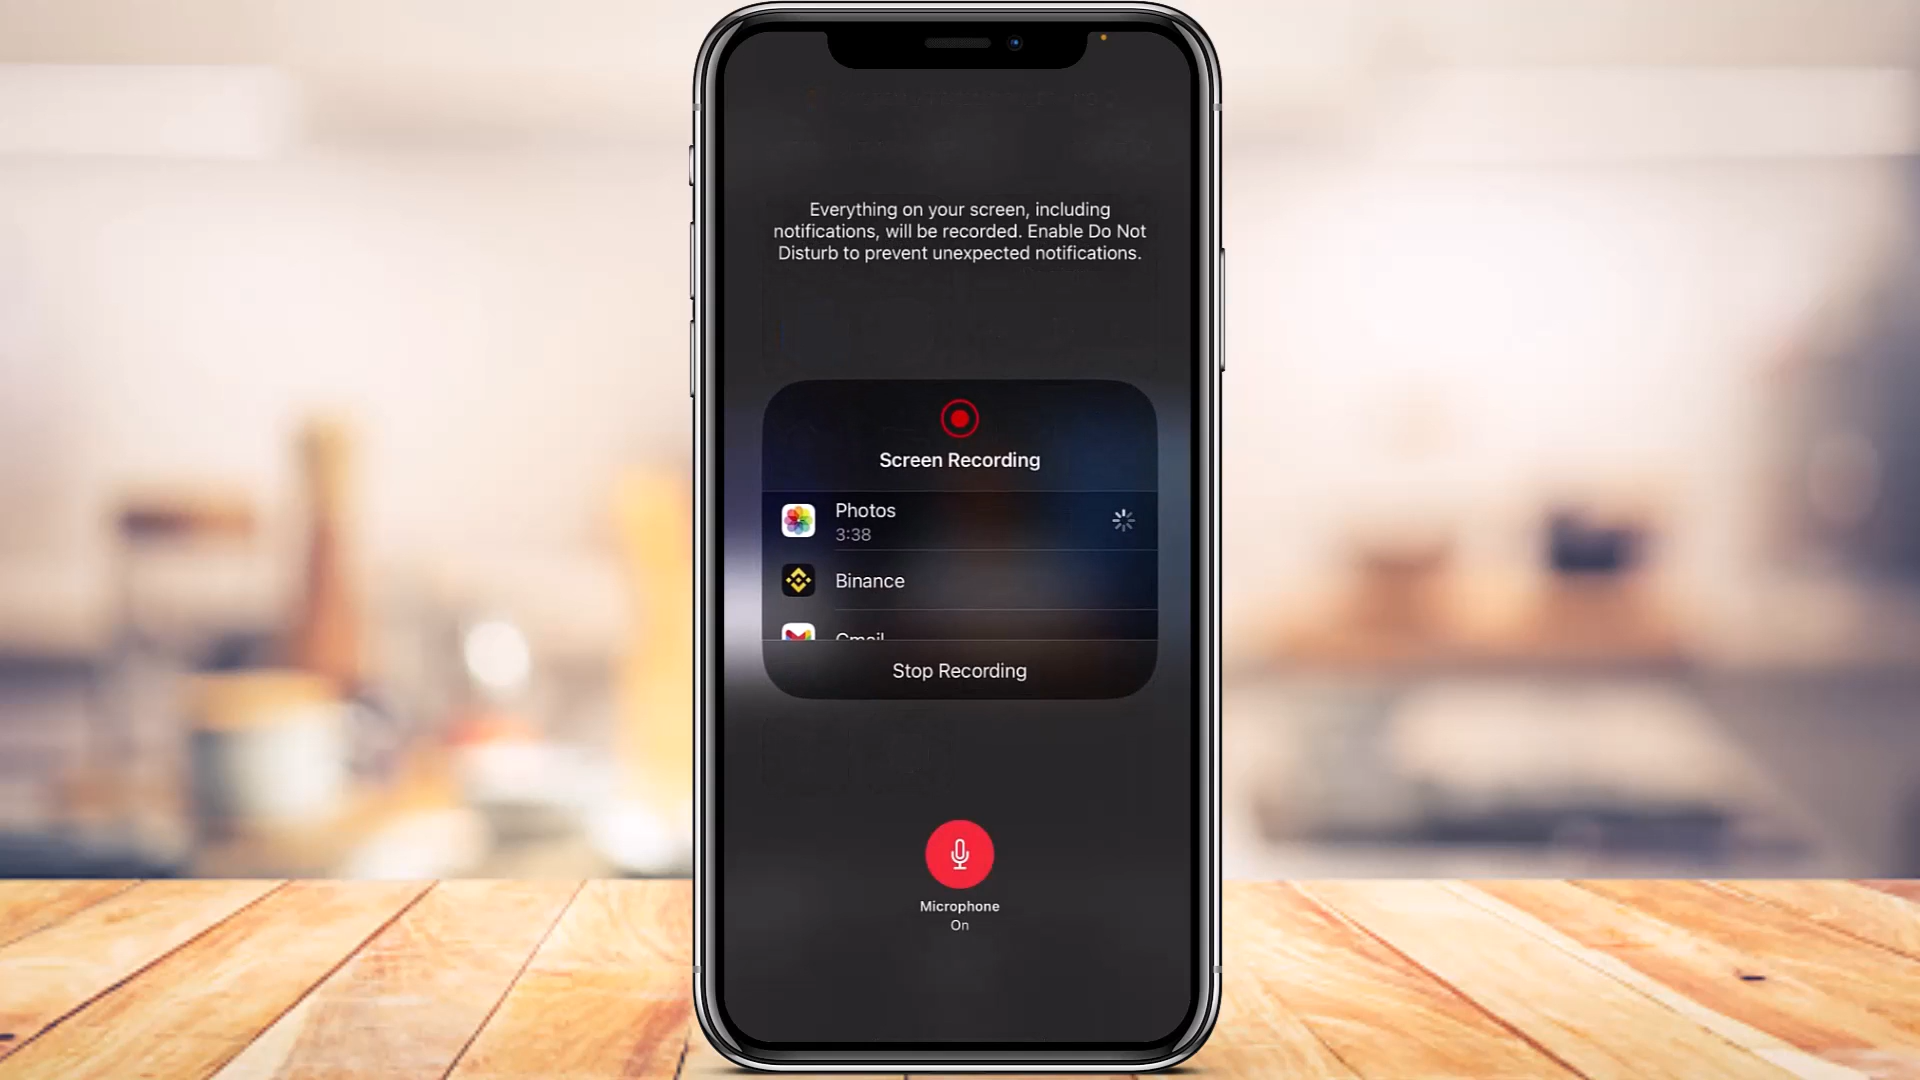 Everything on your screen, including
notifications, will be recorded. Enable Do Not
Disturb to prevent unexpected notifications.
Screen Recording
Photos
3:38
Binance
Gmail
Stop Recording
Microphone
On